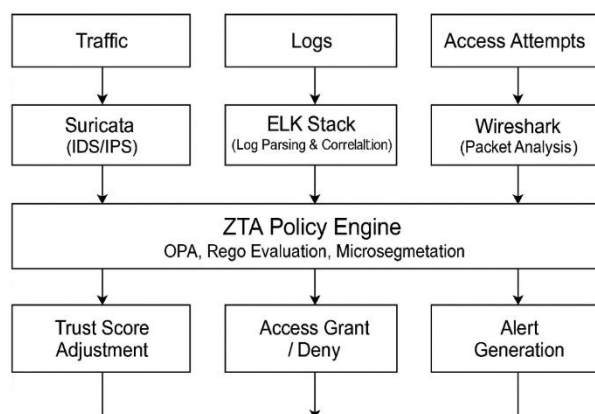 Traffic
Logs
Access Attempts
Suricata
(IDS/IPS)
ELK Stack
(Log Parsing & Correlaltion)
Wireshark
(Packet Analysis)
ZTA Policy Engine
OPA, Rego Evaluation, Microsegmetation
Trust Score
Adjustment
Access Grant
/ Deny
Alert
Generation